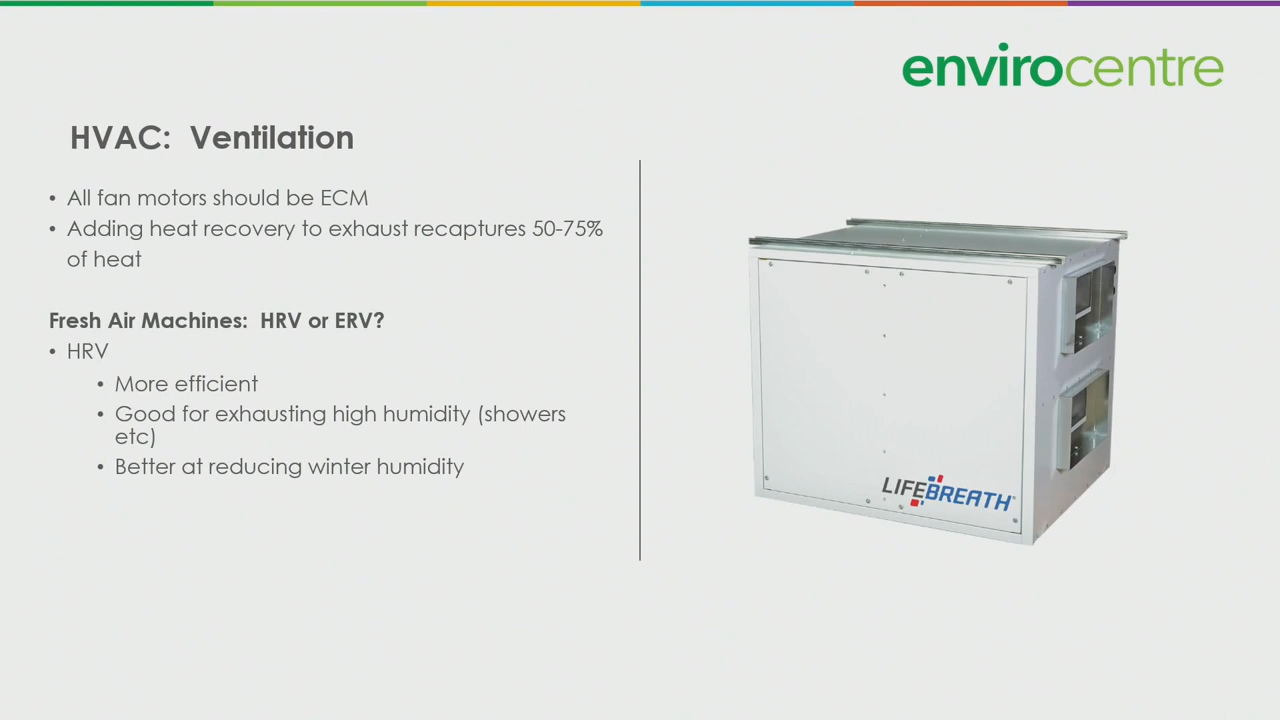 envirocentre
HVAC:  Ventilation
• All fan motors should be ECM
• Adding heat recovery to exhaust recaptures 50-75%
of heat
Fresh Air Machines:  HRV or ERV?
• HRV
• More efficient
• Good for exhausting high humidity (showers
etc)
• Better at reducing winter humidity
LIFEBREATH